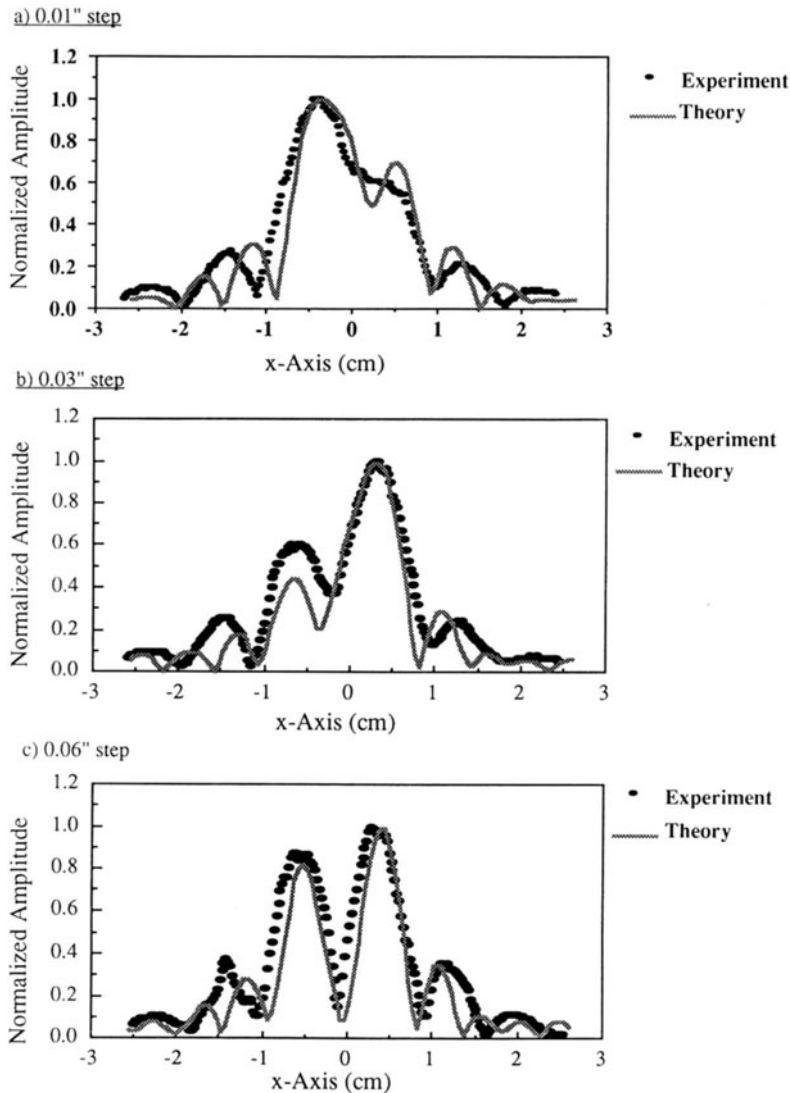 a) 0.01" step
1.2
1.0
0.8
0.6
0.4
0.2
0.0
-3 -2 -1 0 1 2 3
Normalized Amplitude
x-Axis (cm)
Experiment
Theory
b) 0.03" step
1.2
1.0
0.8
0.6
0.4
0.2
0.0
-3 -2 -1 0 1 2 3
Normalized Amplitude
x-Axis (cm)
Experiment
Theory
c) 0.06" step
1.2
1.0
0.8
0.6
0.4
0.2
0.0
-3 -2 -1 0 1 2 3
Normalized Amplitude
x-Axis (cm)
Experiment
Theory